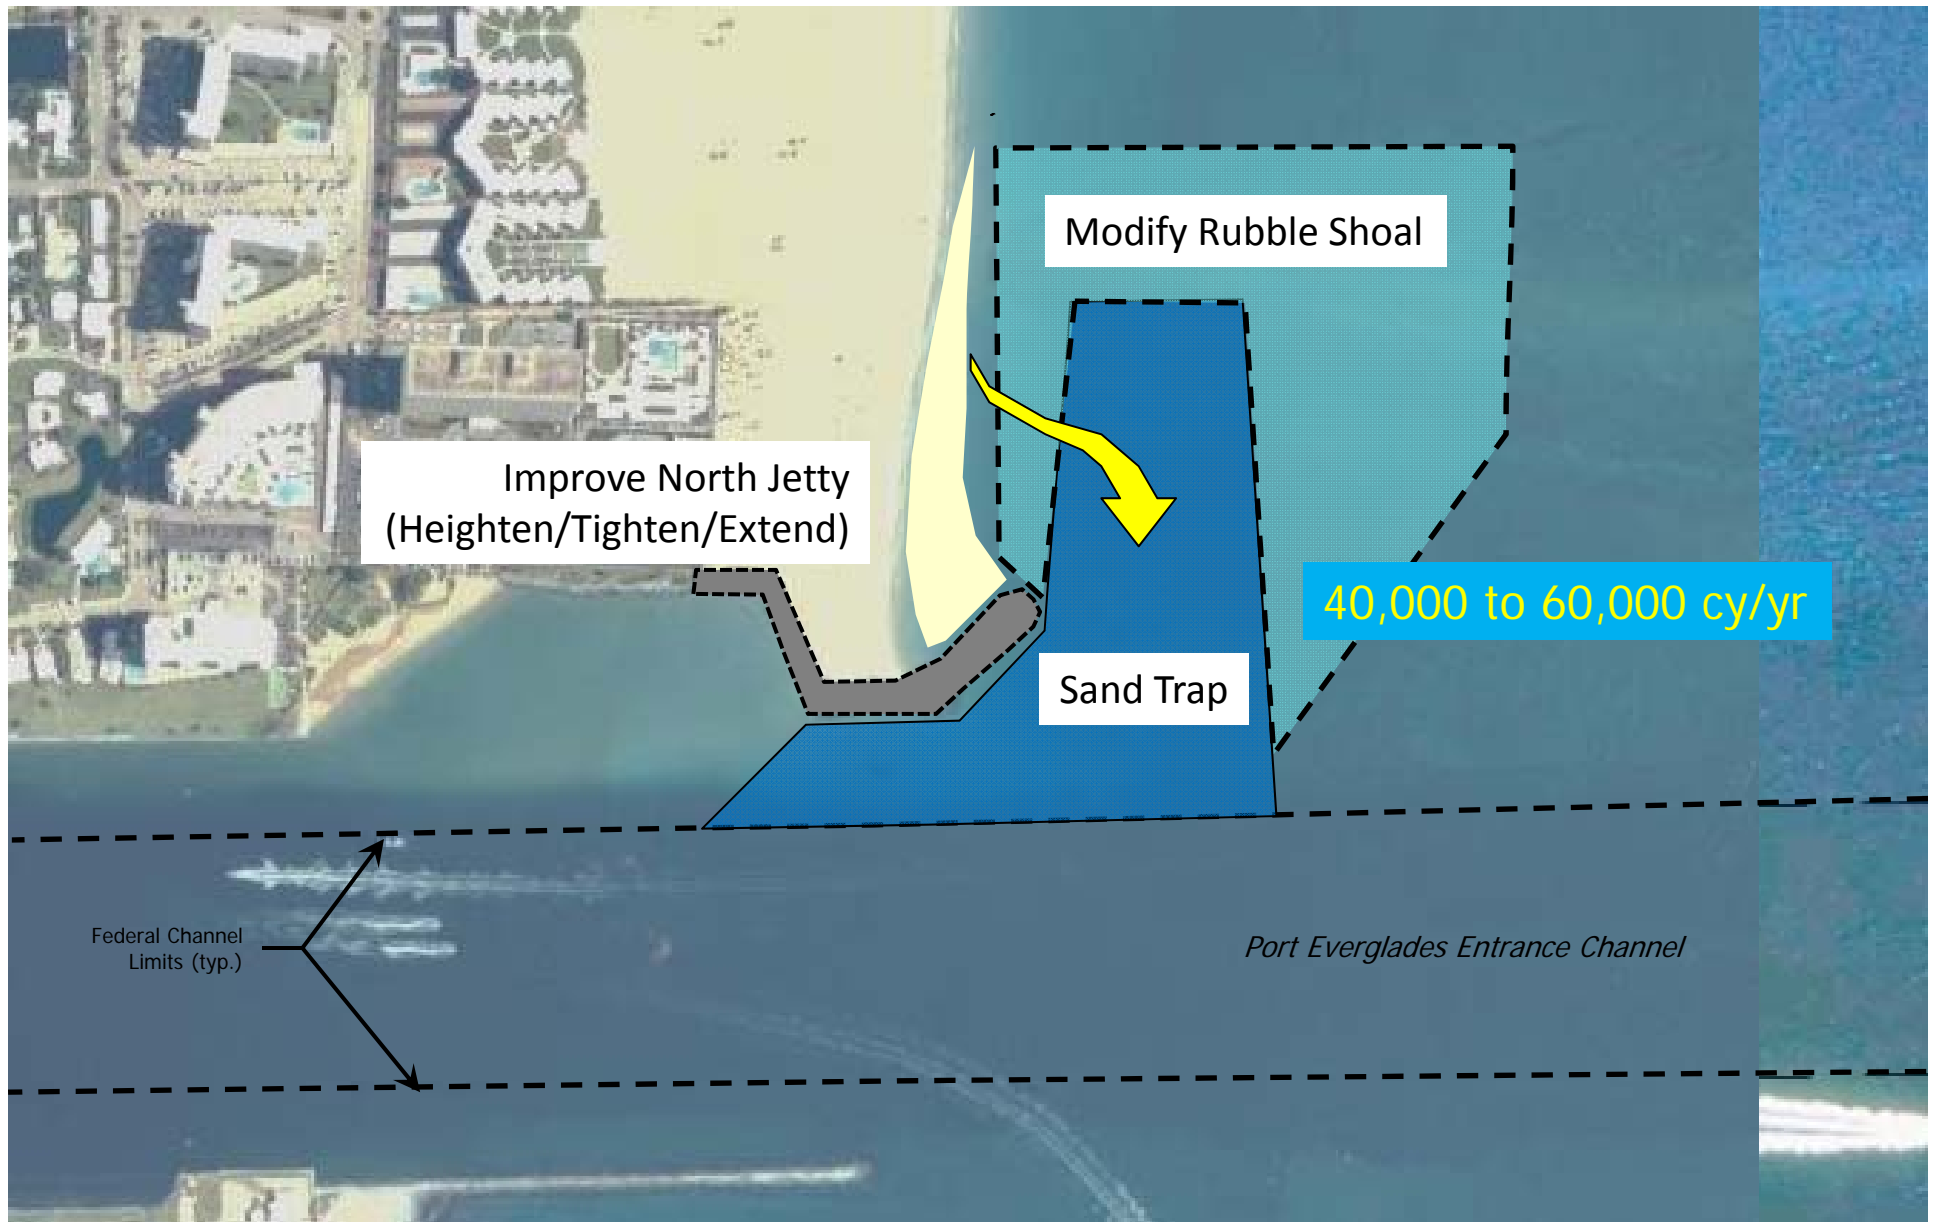 Modify Rubble Shoal
Improve North Jetty
(Heighten/Tighten/Extend)
40,000 to 60,000 cy/yr
Sand Trap
Federal Channel
Limits (typ.)
Port Everglades Entrance Channel